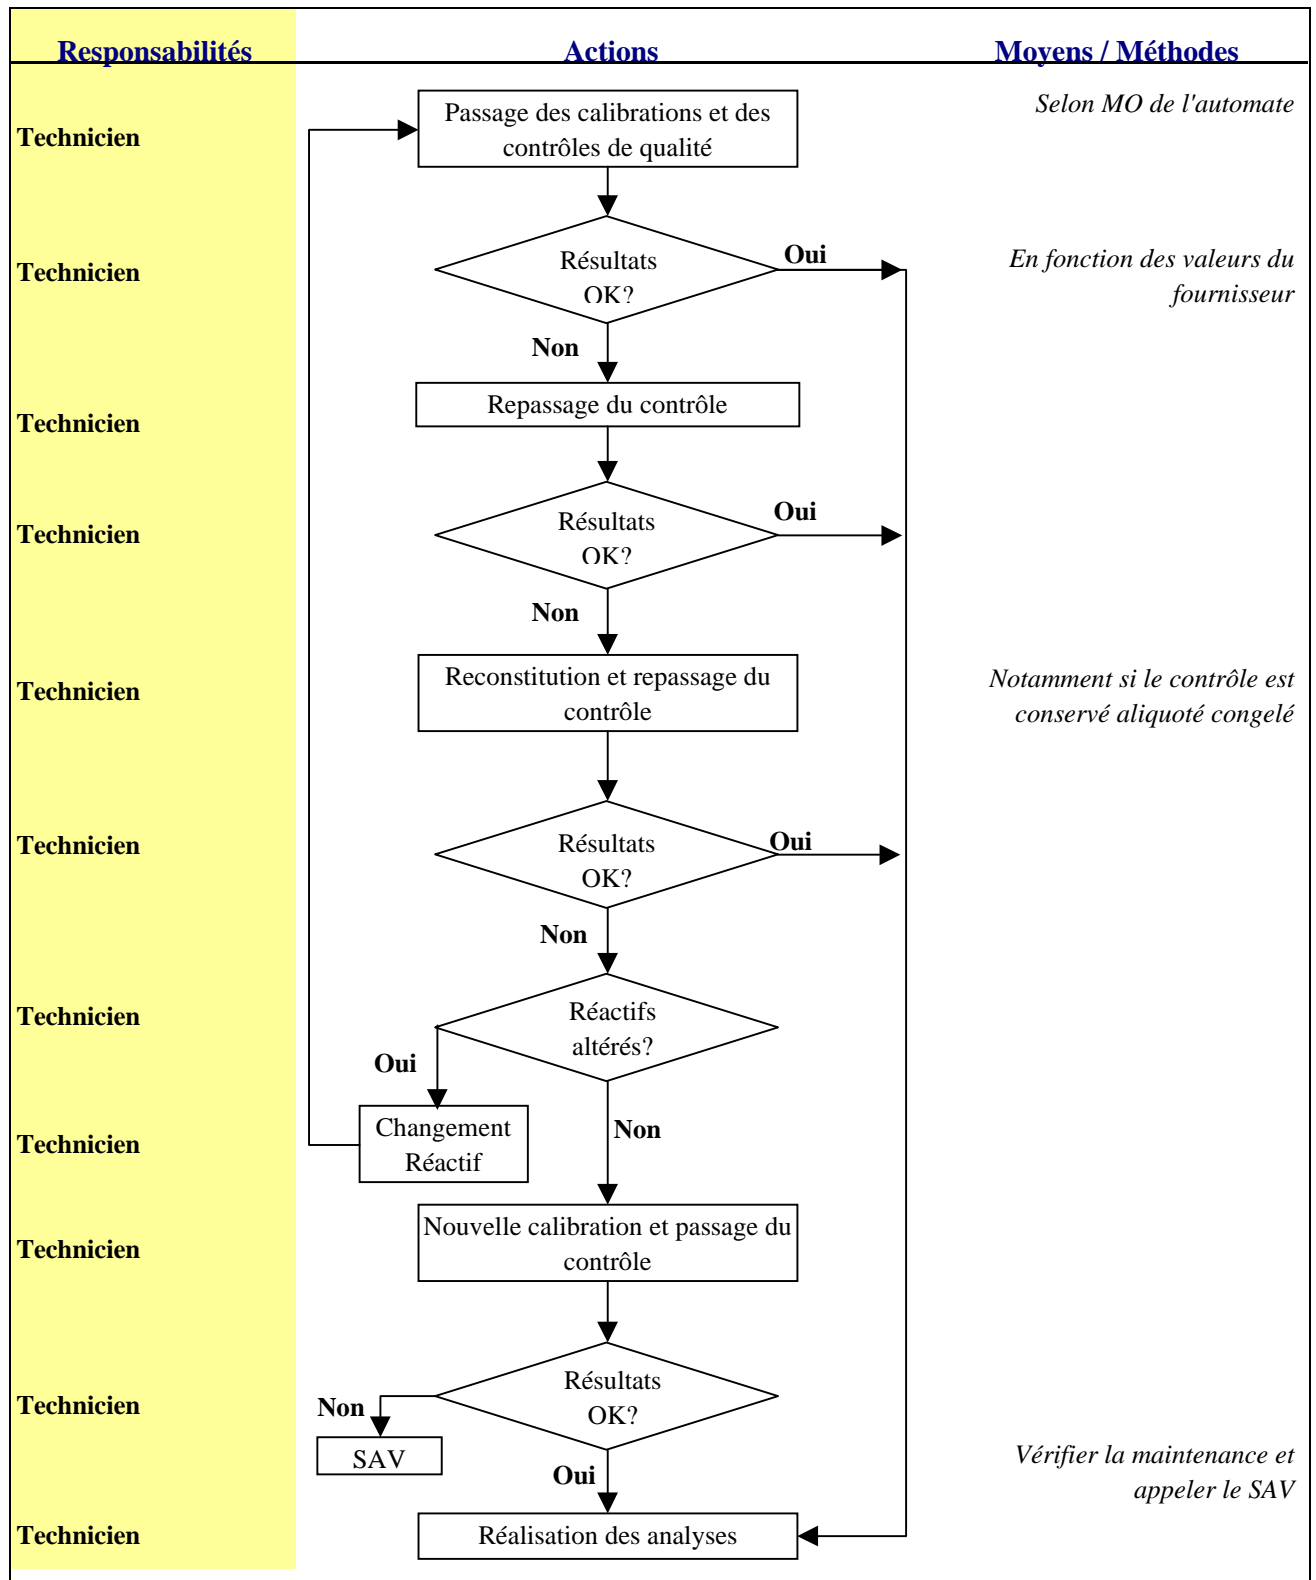 Responsabilités
Actions
Moyens / Méthodes
Technicien
Passage des calibrations et des
contrôles de qualité
Selon MO de l'automate
Technicien
Résultats
OK?
Oui
En fonction des valeurs du
fournisseur
Non
Technicien
Repassage du contrôle
Technicien
Résultats
OK?
Oui
Non
Technicien
Reconstitution et repassage du
contrôle
Notamment si le contrôle est
conservé aliquoté congelé
Technicien
Résultats
OK?
Oui
Non
Technicien
Réactifs
altérés?
Oui
Technicien
Changement
Réactif
Non
Technicien
Nouvelle calibration et passage du
contrôle
Technicien
Résultats
OK?
Non
SAV
Oui
Vérifier la maintenance et
appeler le SAV
Technicien
Réalisation des analyses